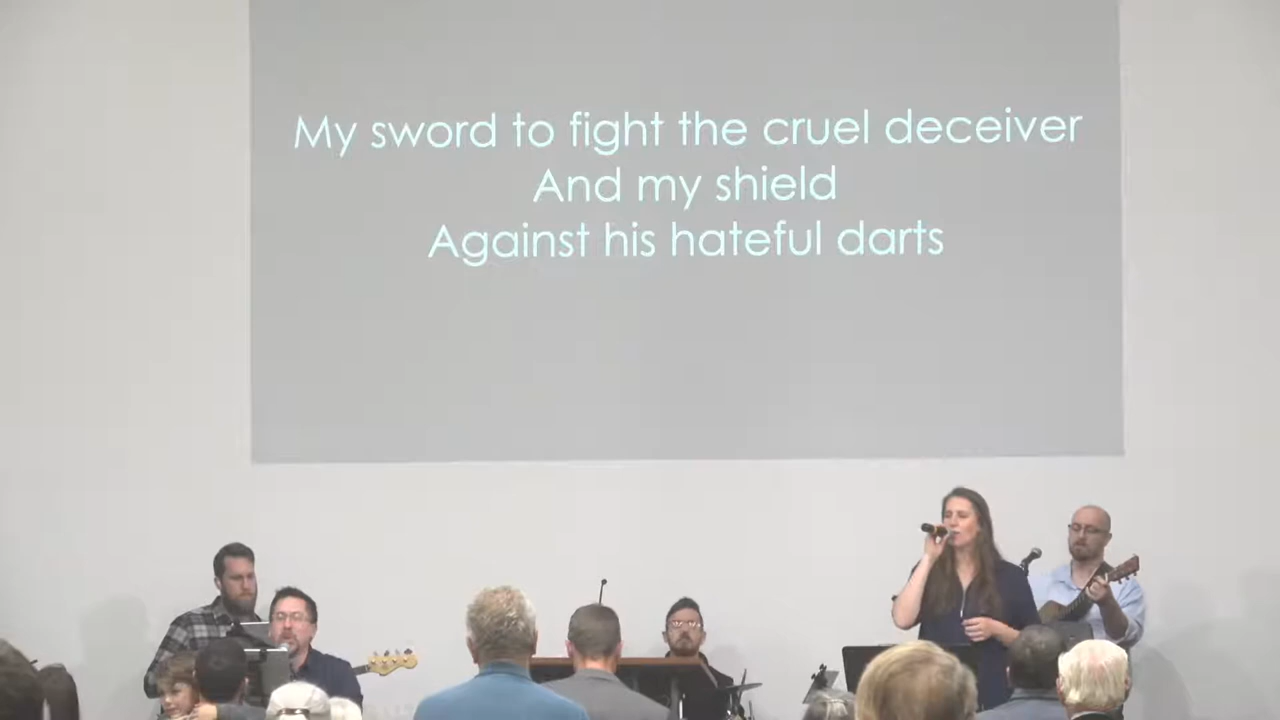 My sword to fight the cruel deceiver
And my shield
Against his hateful darts